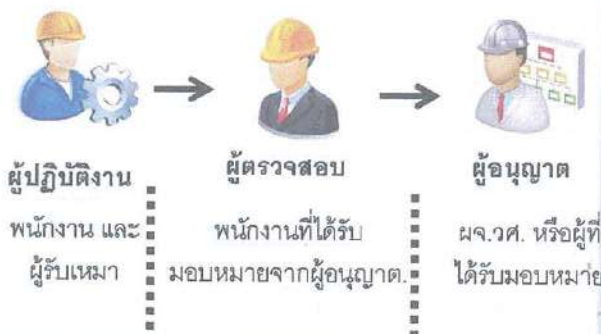 ผู้ปฏิบัติงาน
พนักงาน และ
ผู้รับเหมา
ผู้ตรวจสอบ
พนักงานที่ได้รับ
มอบหมายจากผู้อนุญาต.
ผู้อนุญาต
ผจ.วศ. หรือผู้ที่
ได้รับมอบหมาย